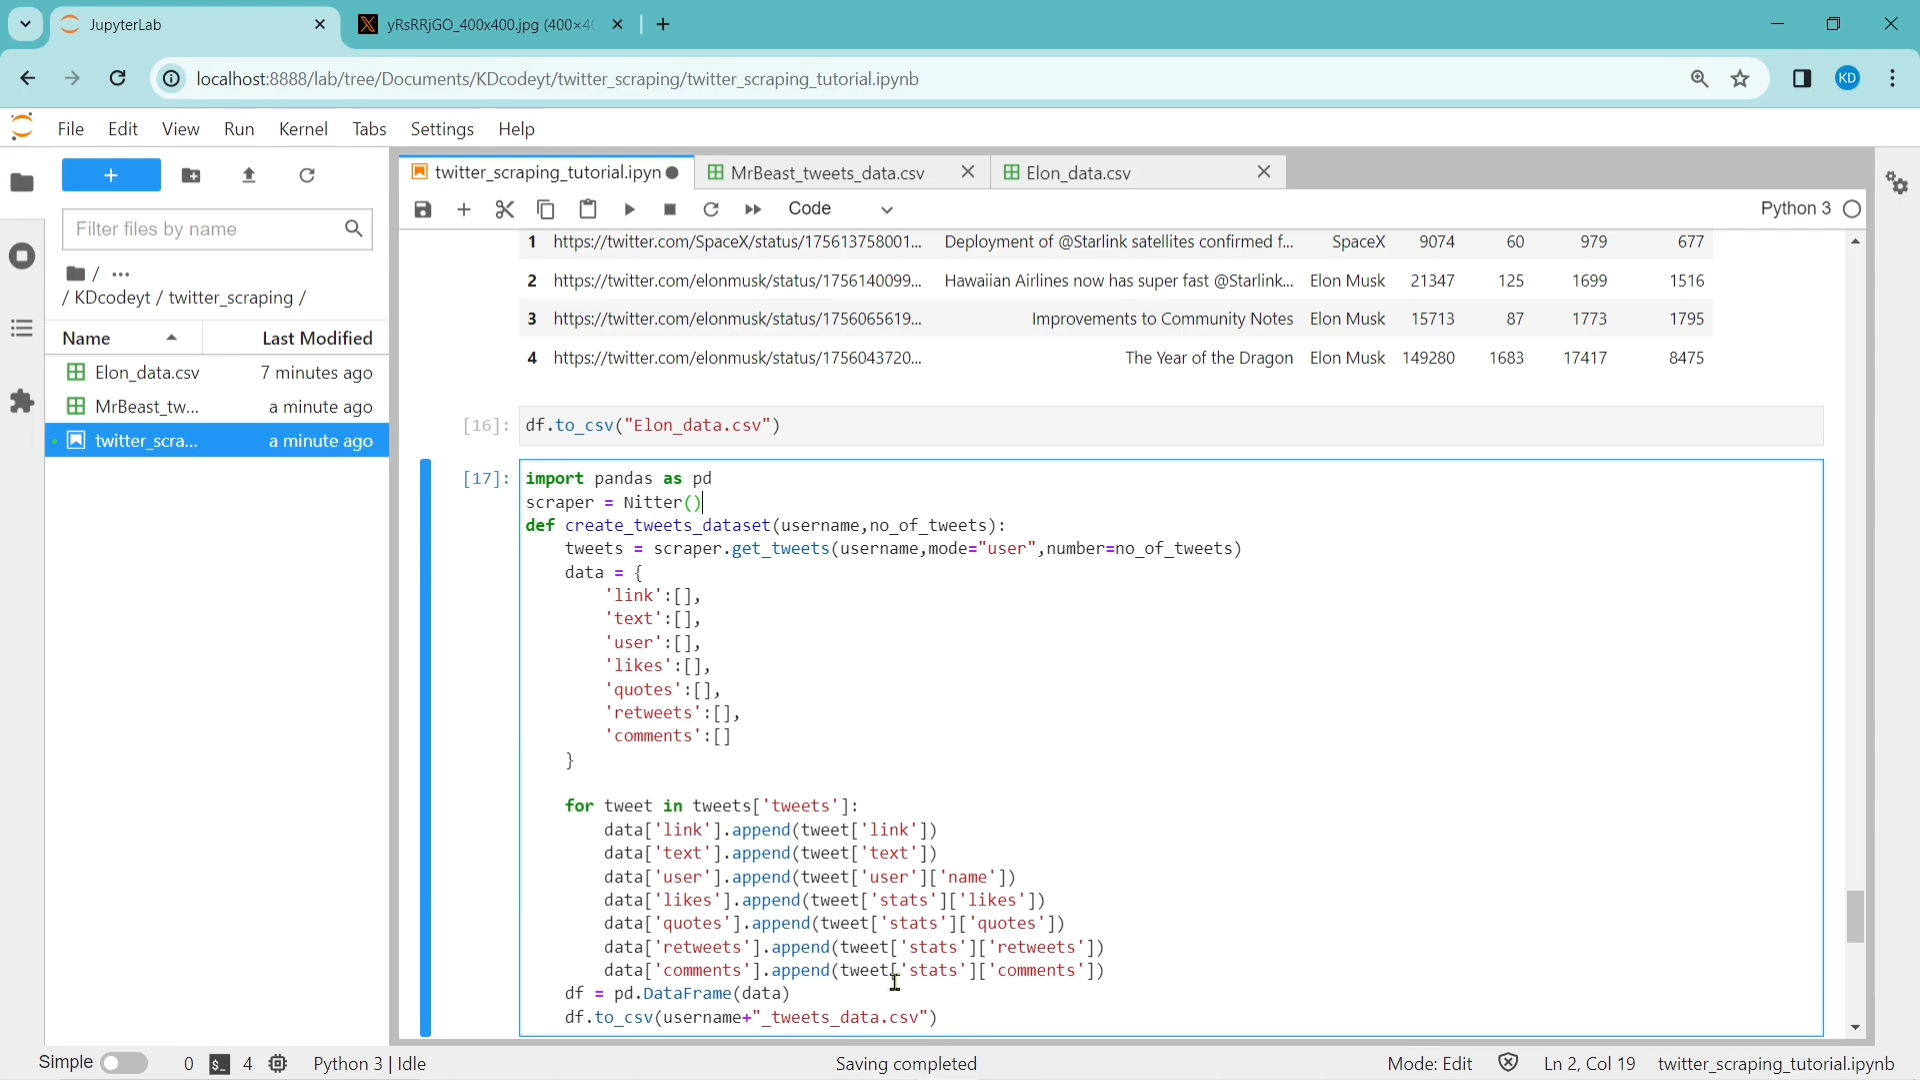 JupyterLab
yRsRRjGO_400x400.jpg (400×4
localhost:8888/lab/tree/Documents/KDcodeyt/twitter_scraping/twitter_scraping_tutorial.ipynb
KD
File Edit View Run Kernel Tabs Settings Help
twitter_scraping_tutorial.ipyn
MrBeast_tweets_data.csv
Elon_data.csv
Code
Python 3
Filter files by name
/ ...
/ KDcodeyt / twitter_scraping /
Name Last Modified
Elon_data.csv 7 minutes ago
MrBeast_tw... a minute ago
twitter_scra... a minute ago
1 https://twitter.com/SpaceX/status/175613758001... Deployment of @Starlink satellites confirmed f... SpaceX 9074 60 979 677
2 https://twitter.com/elonmusk/status/1756140099... Hawaiian Airlines now has super fast @Starlink... Elon Musk 21347 125 1699 1516
3 https://twitter.com/elonmusk/status/1756065619... Improvements to Community Notes Elon Musk 15713 87 1773 1795
4 https://twitter.com/elonmusk/status/1756043720... The Year of the Dragon Elon Musk 149280 1683 17417 8475
[16]: df.to_csv("Elon_data.csv")
[17]: import pandas as pd
scraper = Nitter()
def create_tweets_dataset(username,no_of_tweets):
    tweets = scraper.get_tweets(username,mode="user",number=no_of_tweets)
    data = {
        'link':[],
        'text':[],
        'user':[],
        'likes':[],
        'quotes':[],
        'retweets':[],
        'comments':[]
    }
    for tweet in tweets['tweets']:
        data['link'].append(tweet['link'])
        data['text'].append(tweet['text'])
        data['user'].append(tweet['user']['name'])
        data['likes'].append(tweet['stats']['likes'])
        data['quotes'].append(tweet['stats']['quotes'])
        data['retweets'].append(tweet['stats']['retweets'])
        data['comments'].append(tweet['stats']['comments'])
    df = pd.DataFrame(data)
    df.to_csv(username+"_tweets_data.csv")
Simple 0 $_ 4 Python 3 | Idle Saving completed Mode: Edit Ln 2, Col 19 twitter_scraping_tutorial.ipynb